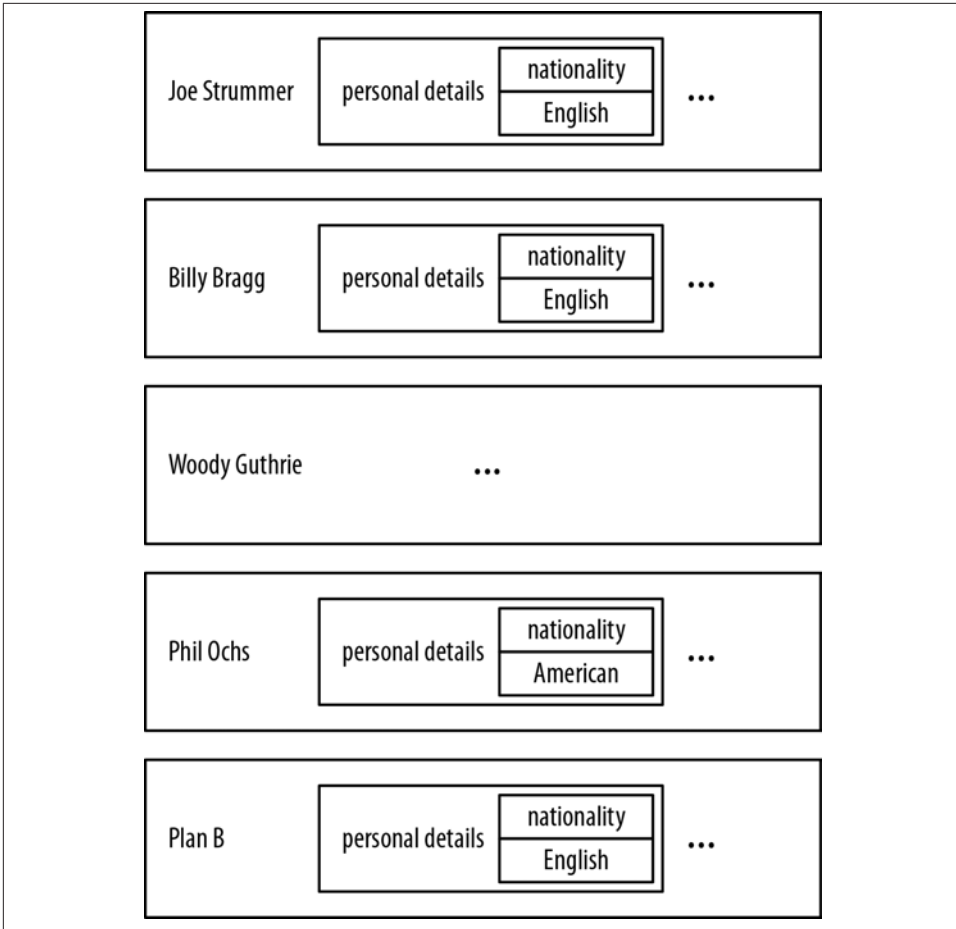 Joe Strummer personal details nationality ...
English
Billy Bragg personal details nationality ...
English
Woody Guthrie ...
Phil Ochs personal details nationality ...
American
Plan B personal details nationality ...
English